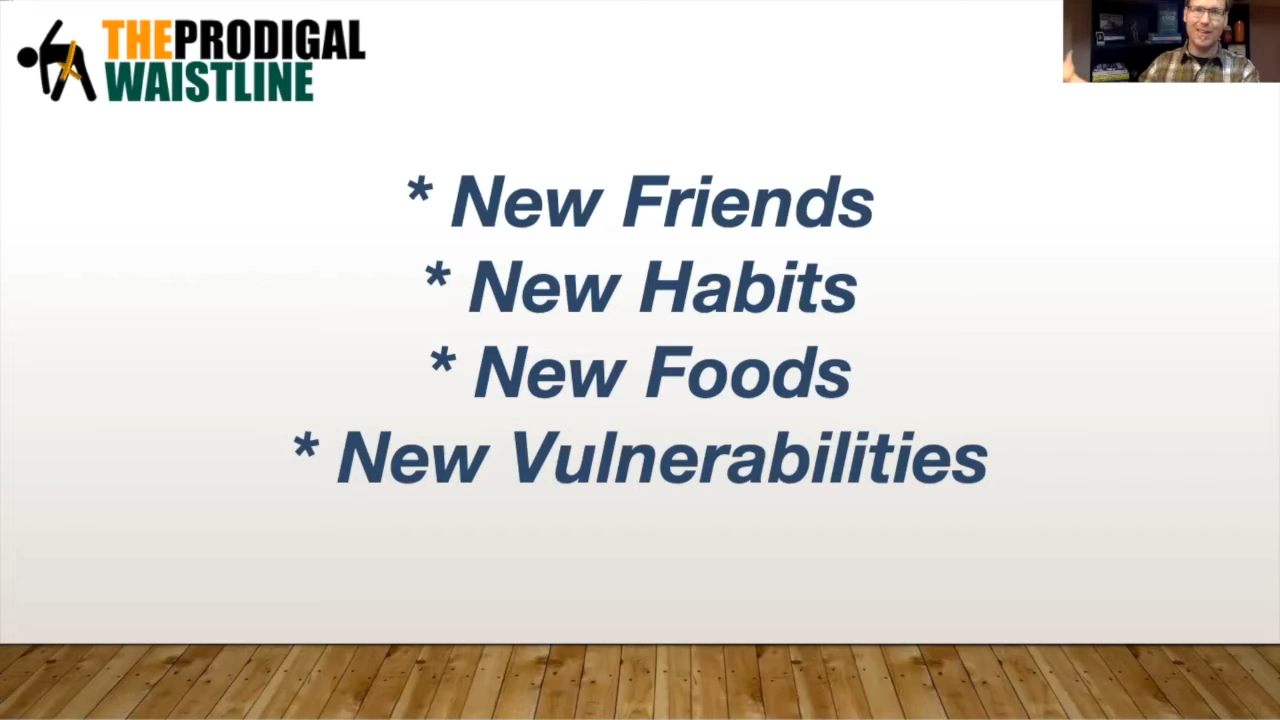 THEPRODIGAL
WAISTLINE
* New Friends
* New Habits
* New Foods
* New Vulnerabilities